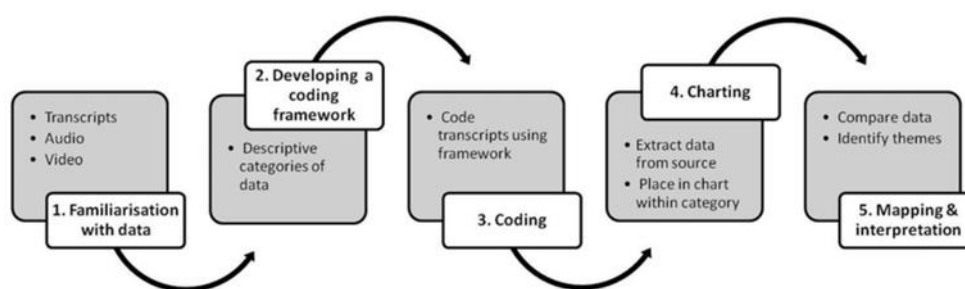 • Transcripts
• Audio
• Video
1. Familiarisation
with data
2. Developing a
coding
framework
• Descriptive
categories of
data
• Code
transcripts using
framework
3. Coding
4. Charting
• Extract data
from source
• Place in chart
within category
• Compare data
• Identify themes
5. Mapping &
interpretation